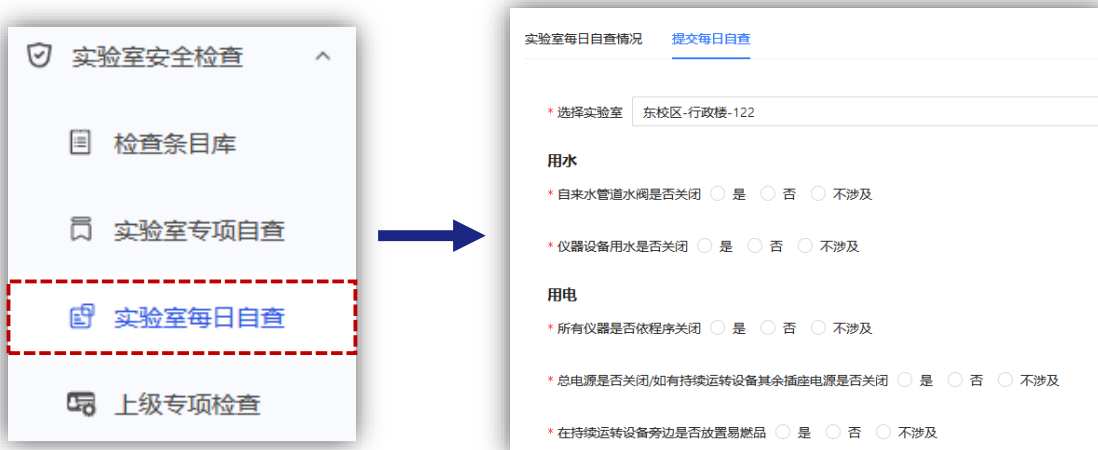 实验室安全检查
检查条目库
实验室专项自查
实验室每日自查
上级专项检查
实验室每日自查情况 提交每日自查
* 选择实验室 东校区-行政楼-122
用水
* 自来水管道水阀是否关闭 是 否 不涉及
* 仪器设备用水是否关闭 是 否 不涉及
用电
* 所有仪器是否依程序关闭 是 否 不涉及
* 总电源是否关闭/如有持续运转设备其余插座电源是否关闭 是 否 不涉及
* 在持续运转设备旁边是否放置易燃品 是 否 不涉及